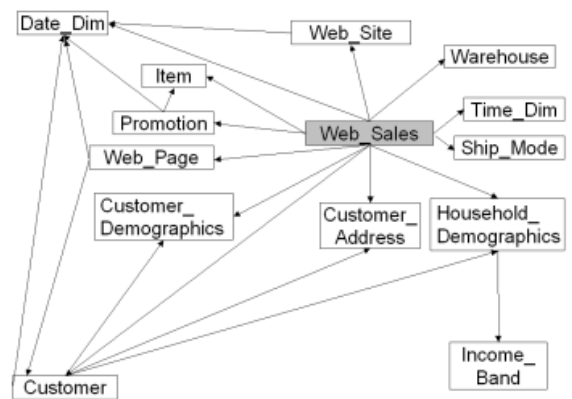 Date_Dim
Web_Site
Warehouse
Item
Time_Dim
Promotion
Web_Sales
Ship_Mode
Web_Page
Customer_
Demographics
Customer_
Address
Household_
Demographics
Income_
Band
Customer